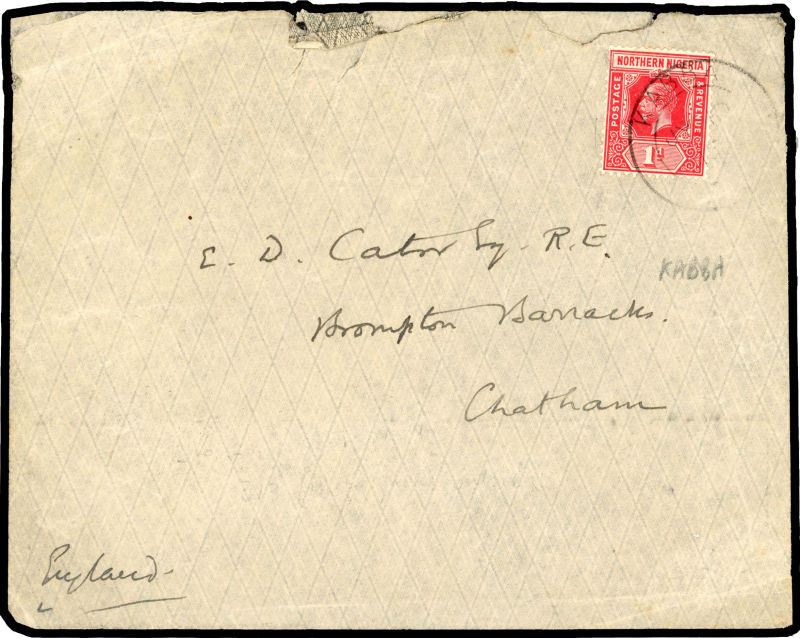 NORTHERN NIGERIA
POSTAGE
& REVENUE
1d
E. D. Cator Esq. R.E.
KABBA
Brompton Barracks.
Chatham
England